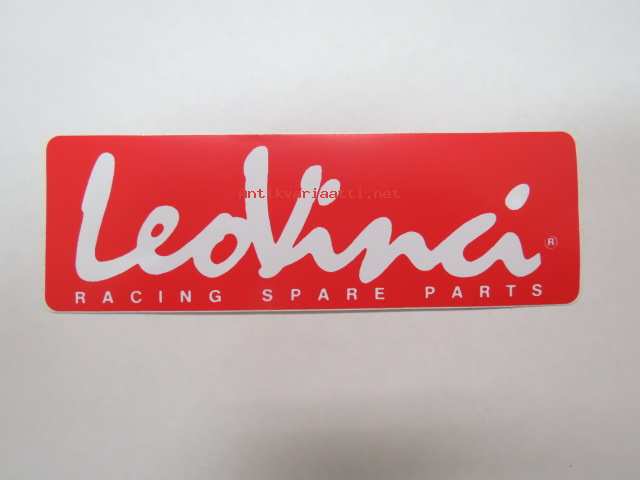 LeoVinci ®
antikvariaatti.net
RACING SPARE PARTS